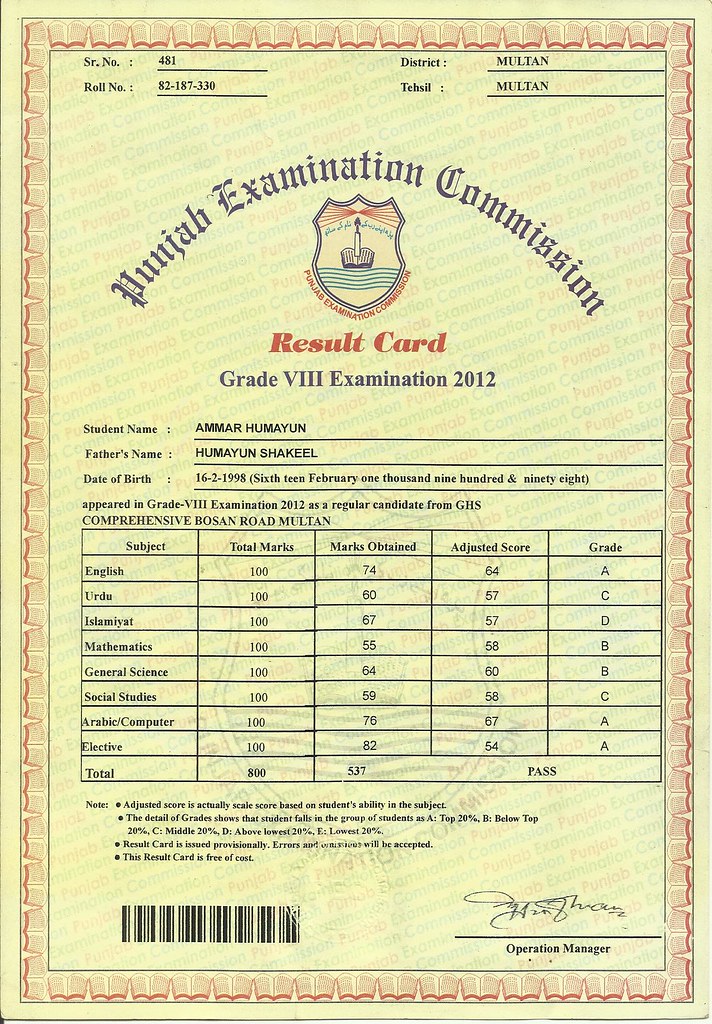 Sr. No. : 481 District : MULTAN
Roll No. : 82-187-330 Tehsil : MULTAN
Punjab Examination Commission
PUNJAB EXAMINATION COMMISSION
Result Card
Grade VIII Examination 2012
Student Name : AMMAR HUMAYUN
Father's Name : HUMAYUN SHAKEEL
Date of Birth : 16-2-1998 (Sixth teen February one thousand nine hundred & ninety eight)
appeared in Grade-VIII Examination 2012 as a regular candidate from GHS
COMPREHENSIVE BOSAN ROAD MULTAN
Subject Total Marks Marks Obtained Adjusted Score Grade
English 100 74 64 A
Urdu 100 60 57 C
Islamiyat 100 67 57 D
Mathematics 100 55 58 B
General Science 100 64 60 B
Social Studies 100 59 58 C
Arabic/Computer 100 76 67 A
Elective 100 82 54 A
Total 800 537 PASS
Note: ● Adjusted score is actually scale score based on student's ability in the subject.
● The detail of Grades shows that student falls in the group of students as A: Top 20%, B: Below Top
20%, C: Middle 20%, D: Above lowest 20%, E: Lowest 20%.
● Result Card is issued provisionally. Errors and omissions will be accepted.
● This Result Card is free of cost.
Operation Manager